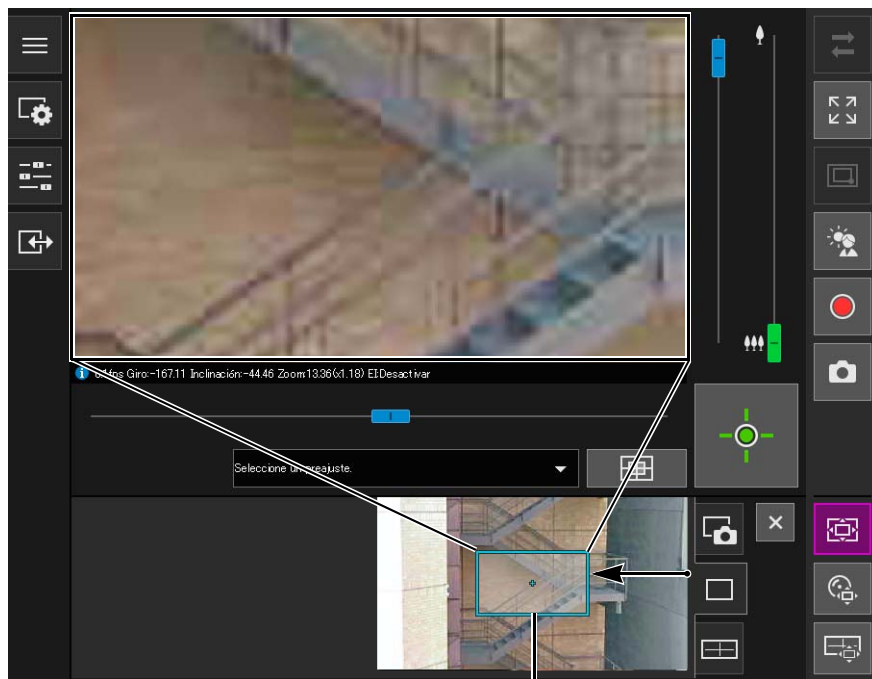 Giro:-167.11 Inclinación:-44.46 Zoom:13.36(x1.18) EI:Desactivar
Seleccione un preajuste.